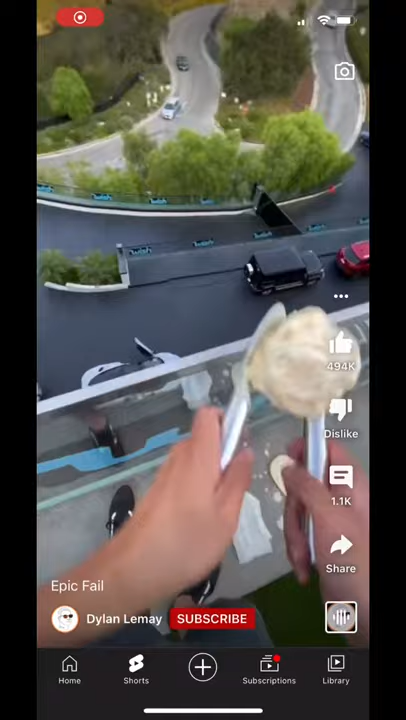 494K
Dislike
1.1K
Share
Epic Fail
Dylan Lemay
SUBSCRIBE
Home
Shorts
Subscriptions
Library